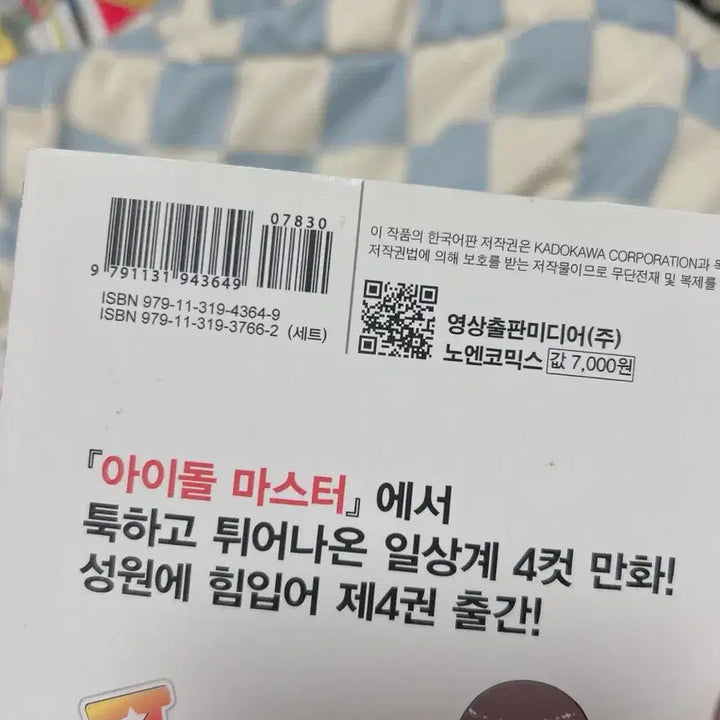 07830
9 791131 943649
ISBN 979-11-319-4364-9
ISBN 979-11-319-3766-2 (세트)
이 작품의 한국어판 저작권은 KADOKAWA CORPORATION과
저작권법에 의해 보호를 받는 저작물이므로 무단전재 및 복제를
영상출판미디어(주)
노엔코믹스 값 7,000원
『아이돌 마스터』에서
툭하고 튀어나온 일상계 4컷 만화!
성원에 힘입어 제4권 출간!